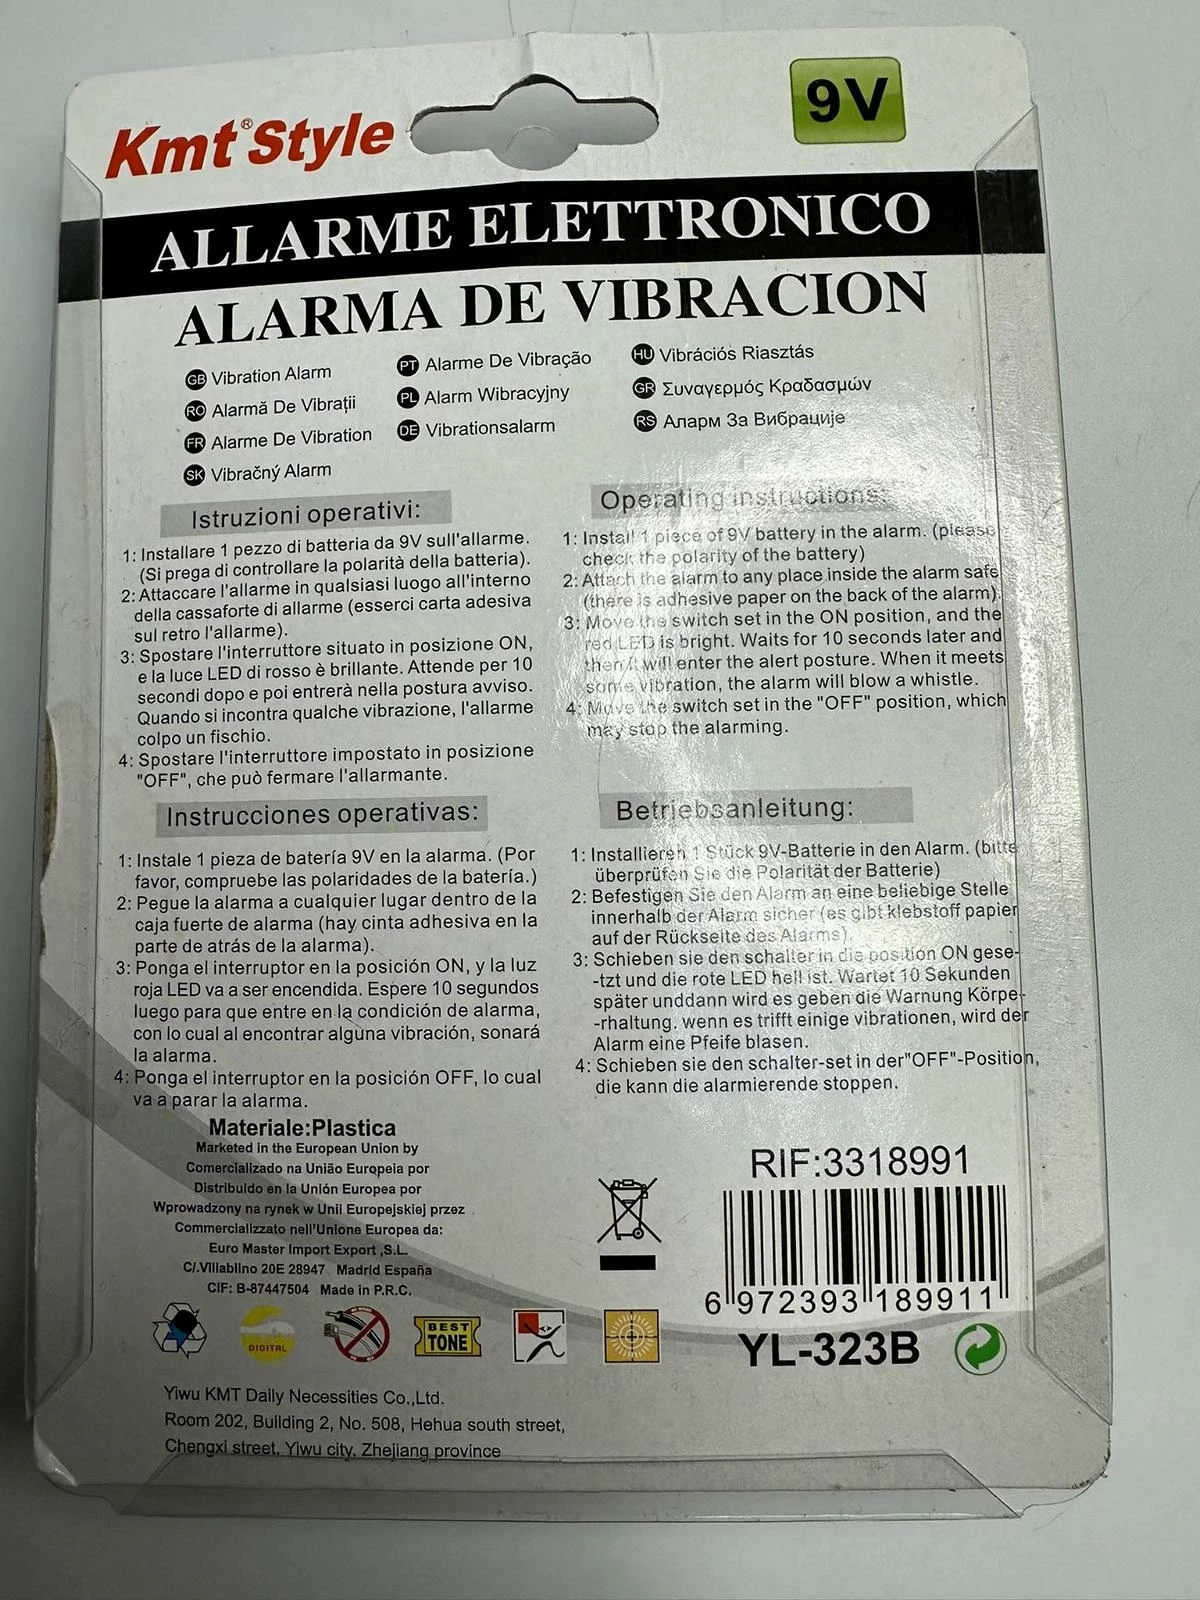 Kmt®Style
9V
ALLARME ELETTRONICO
ALARMA DE VIBRACION
GB Vibration Alarm
RO Alarmă De Vibrații
FR Alarme De Vibration
SK Vibračný Alarm
PT Alarme De Vibração
PL Alarm Wibracyjny
DE Vibrationsalarm
HU Vibrációs Riasztás
GR Συναγερμός Κραδασμών
RS Аларм За Вибрације
Istruzioni operativi:
1: Installare 1 pezzo di batteria da 9V sull'allarme.
(Si prega di controllare la polarità della batteria).
2: Attaccare l'allarme in qualsiasi luogo all'interno
della cassaforte di allarme (esserci carta adesiva
sul retro l'allarme).
3: Spostare l'interruttore situato in posizione ON,
e la luce LED di rosso è brillante. Attende per 10
secondi dopo e poi entrerà nella postura avviso.
Quando si incontra qualche vibrazione, l'allarme
colpo un fischio.
4: Spostare l'interruttore impostato in posizione
"OFF", che può fermare l'allarmante.
Operating instructions:
1: Install 1 piece of 9V battery in the alarm. (please
check the polarity of the battery)
2: Attach the alarm to any place inside the alarm safe
(there is adhesive paper on the back of the alarm).
3: Move the switch set in the ON position, and the
red LED is bright. Waits for 10 seconds later and
then it will enter the alert posture. When it meets
some vibration, the alarm will blow a whistle.
4: Move the switch set in the "OFF" position, which
may stop the alarming.
Instrucciones operativas:
1: Instale 1 pieza de batería 9V en la alarma. (Por
favor, compruebe las polaridades de la batería.)
2: Pegue la alarma a cualquier lugar dentro de la
caja fuerte de alarma (hay cinta adhesiva en la
parte de atrás de la alarma).
3: Ponga el interruptor en la posición ON, y la luz
roja LED va a ser encendida. Espere 10 segundos
luego para que entre en la condición de alarma,
con lo cual al encontrar alguna vibración, sonará
la alarma.
4: Ponga el interruptor en la posición OFF, lo cual
va a parar la alarma.
Betriebsanleitung:
1: Installieren 1 Stück 9V-Batterie in den Alarm. (bitte
überprüfen Sie die Polarität der Batterie)
2: Befestigen Sie den Alarm an eine beliebige Stelle
innerhalb der Alarm sicher (es gibt klebstoff papier
auf der Rückseite des Alarms).
3: Schieben sie den schalter in die position ON gese-
-tzt und die rote LED hell ist. Wartet 10 Sekunden
später unddann wird es geben die Warnung Körpe-
-rhaltung. wenn es trifft einige vibrationen, wird der
Alarm eine Pfeife blasen.
4: Schieben sie den schalter-set in der"OFF"-Position,
die kann die alarmierende stoppen.
Materiale:Plastica
Marketed in the European Union by
Comercializado na União Europeia por
Distribuido en la Unión Europea por
Wprowadzony na rynek w Unii Europejskiej przez
Commercializzato nell'Unione Europea da:
Euro Master Import Export ,S.L.
C/.Villablino 20E 28947 Madrid España
CIF: B-87447504 Made in P.R.C.
RIF:3318991
6 972393 189911
YL-323B
DIGITAL
BEST
TONE
Yiwu KMT Daily Necessities Co.,Ltd.
Room 202, Building 2, No. 508, Hehua south street,
Chengxi street, Yiwu city, Zhejiang province